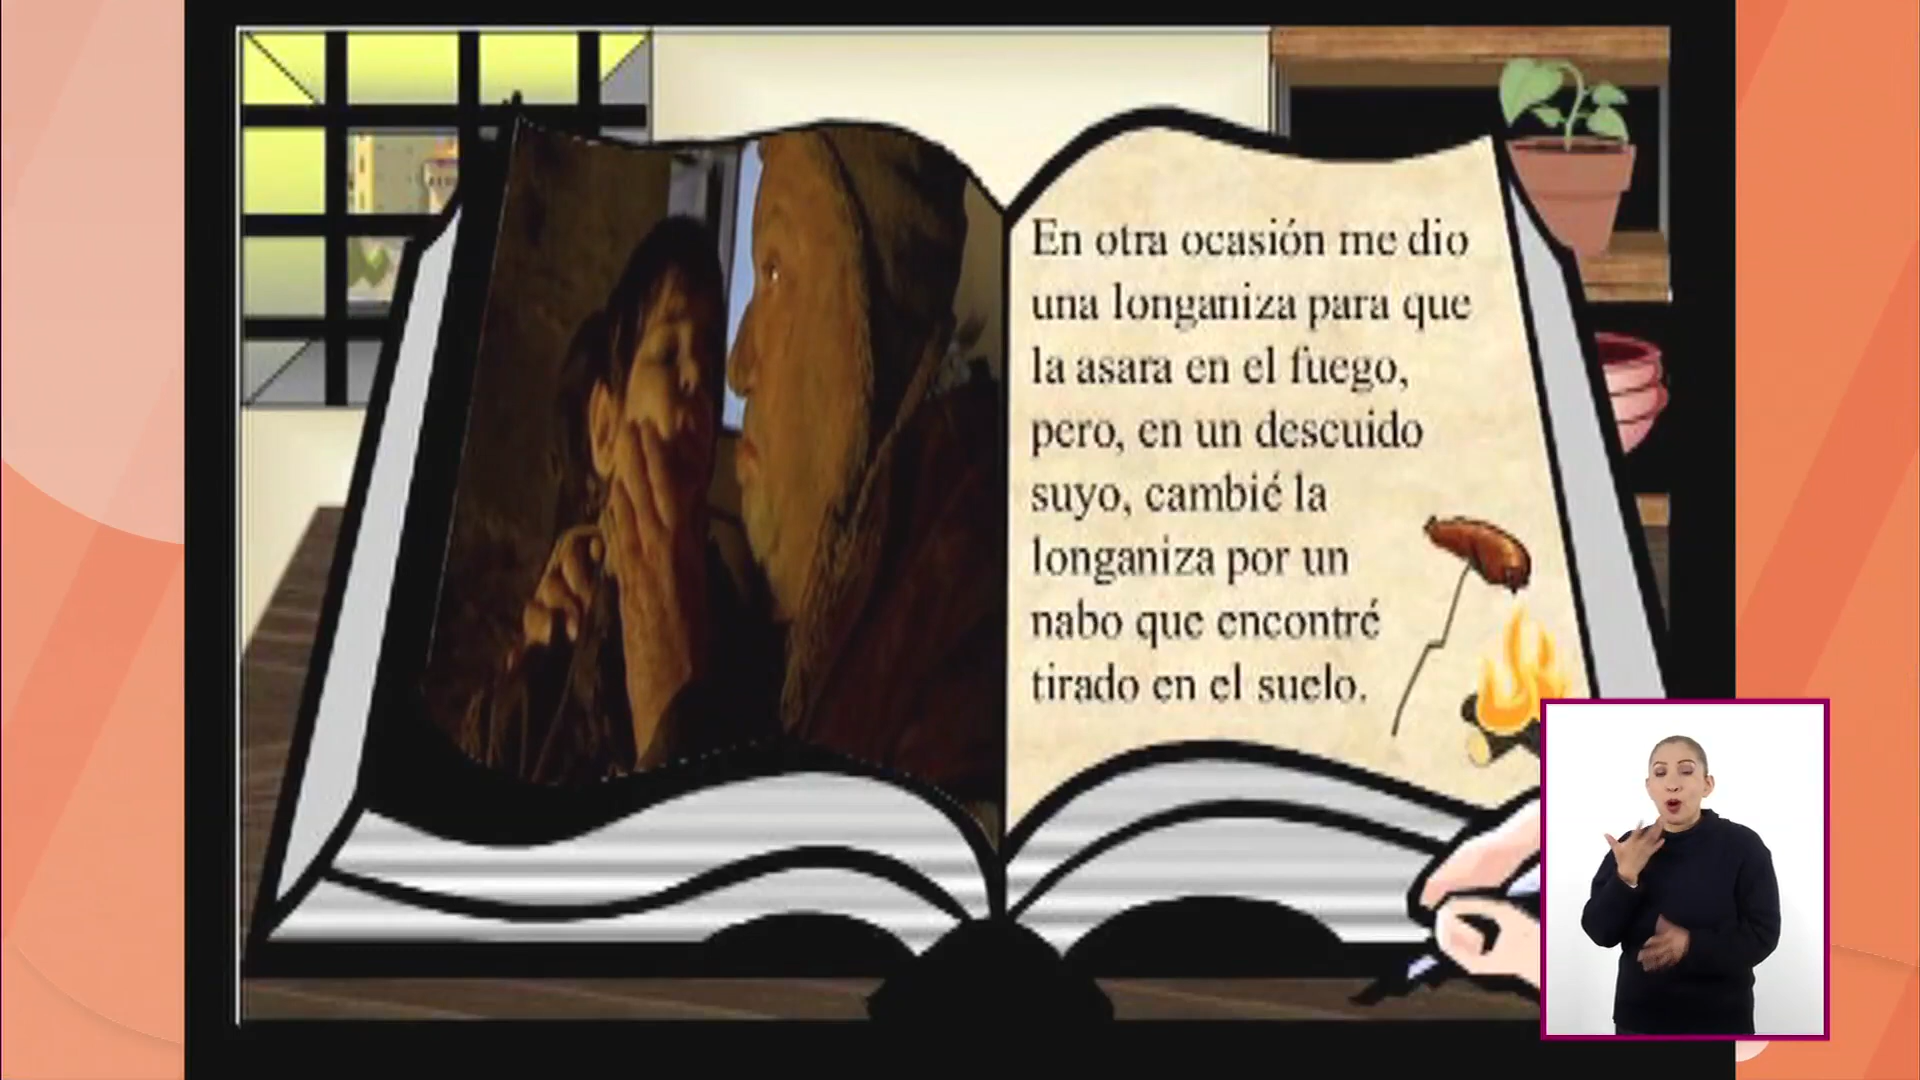 En otra ocasión me dio
una longaniza para que
la asara en el fuego,
pero, en un descuido
suyo, cambié la
longaniza por un
nabo que encontré
tirado en el suelo.